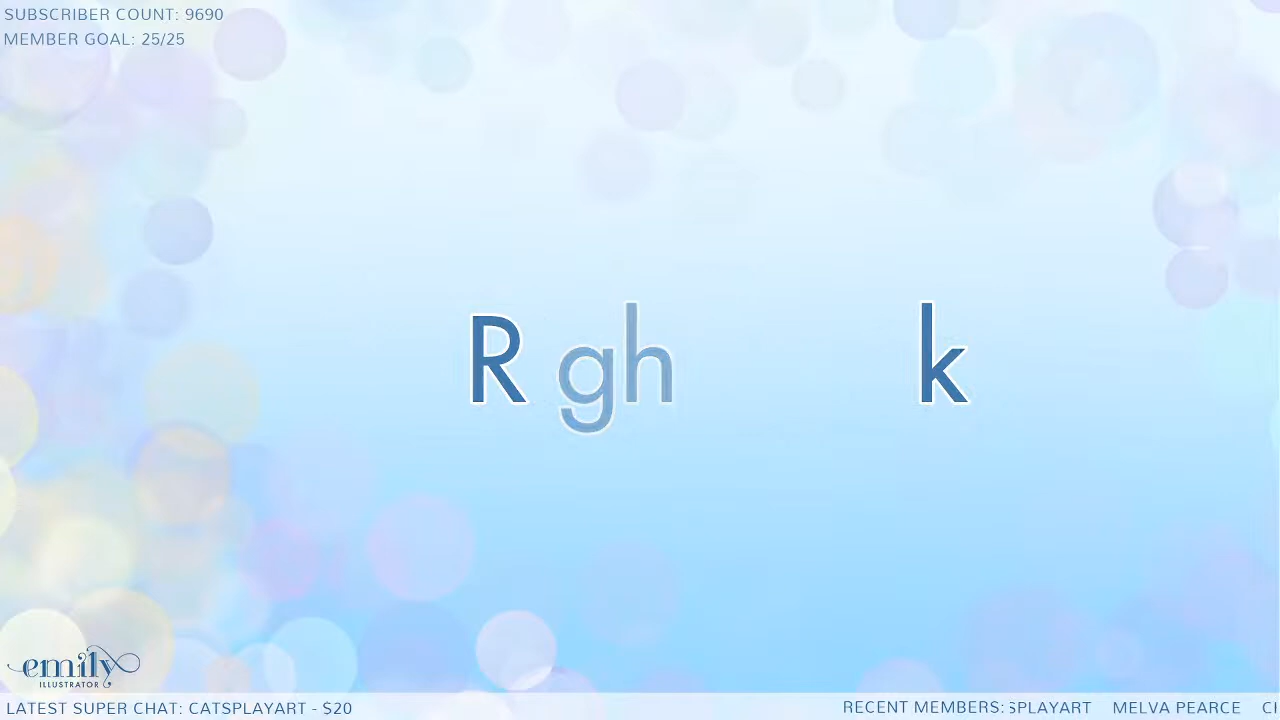 SUBSCRIBER COUNT: 9690
MEMBER GOAL: 25/25
R gh k
emily
ILLUSTRATOR
LATEST SUPER CHAT: CATSPLAYART - $20
RECENT MEMBERS: SPLAYART MELVA PEARCE